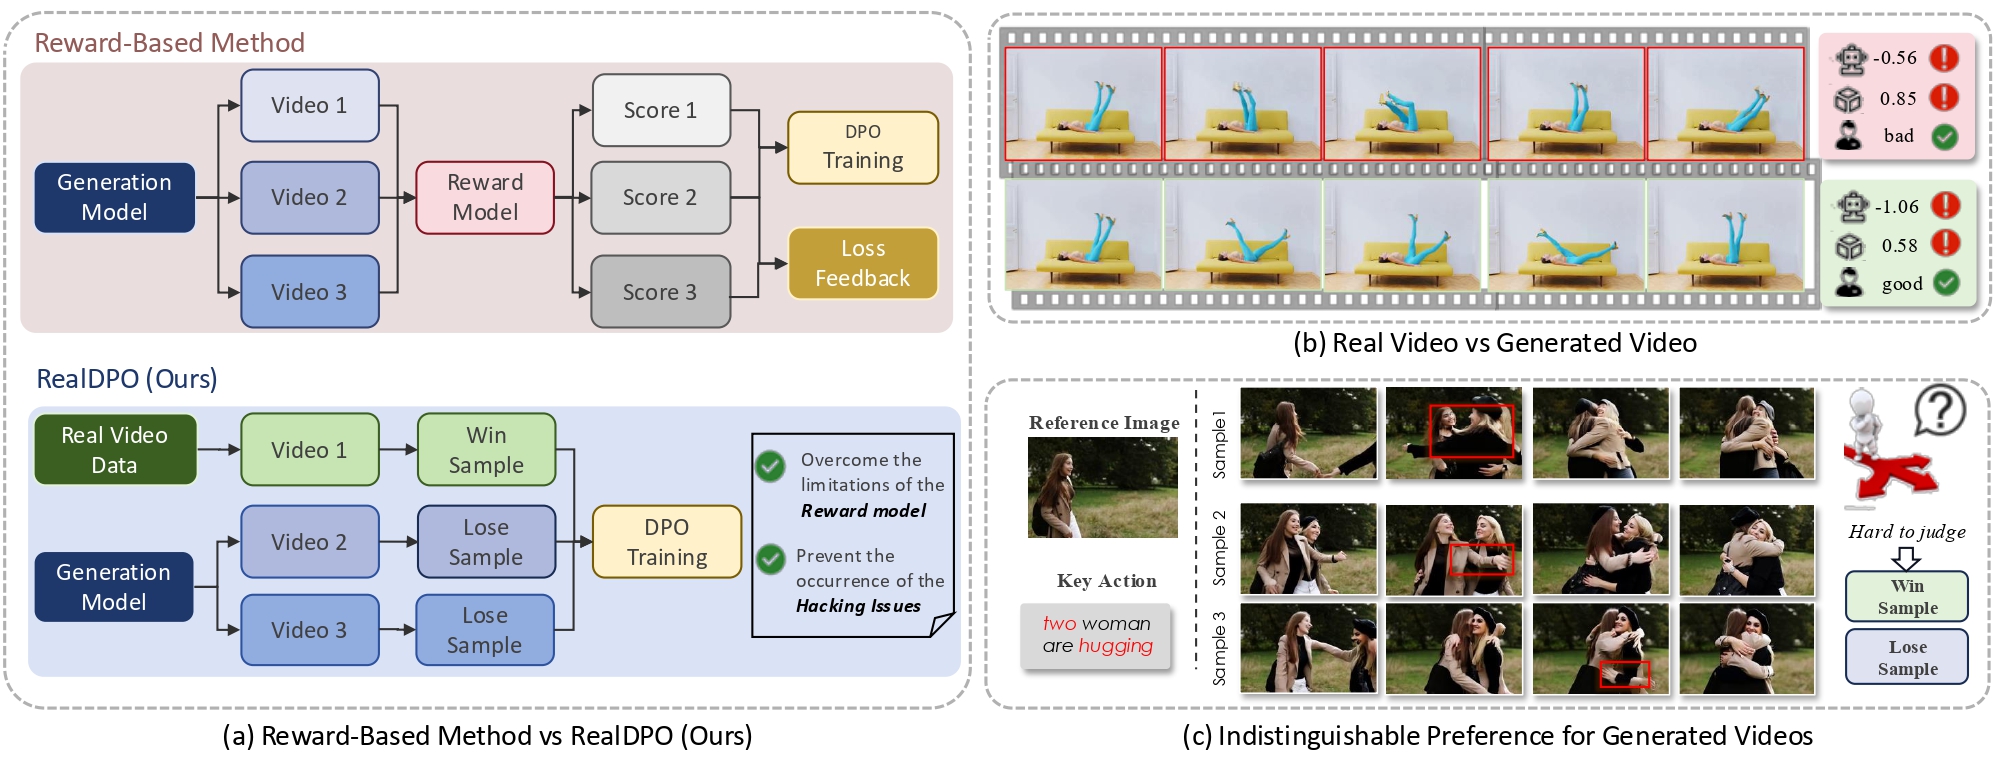 Reward-Based Method
Generation
Model
Video 1
Video 2
Video 3
Reward
Model
Score 1
Score 2
Score 3
DPO
Training
Loss
Feedback
RealDPO (Ours)
Real Video
Data
Video 1
Win
Sample
Generation
Model
Video 2
Lose
Sample
Video 3
Lose
Sample
DPO
Training
Overcome the
limitations of the
Reward model
Prevent the
occurrence of the
Hacking Issues
(a) Reward-Based Method vs RealDPO (Ours)
-0.56
0.85
bad
-1.06
0.58
good
(b) Real Video vs Generated Video
Reference Image
Key Action
two woman
are hugging
Sample1
Sample 2
Sample 3
?
Hard to judge
Win
Sample
Lose
Sample
(c) Indistinguishable Preference for Generated Videos